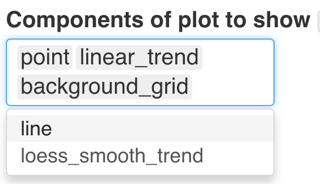 Components of plot to show
point linear_trend
background_grid
line
loess_smooth_trend